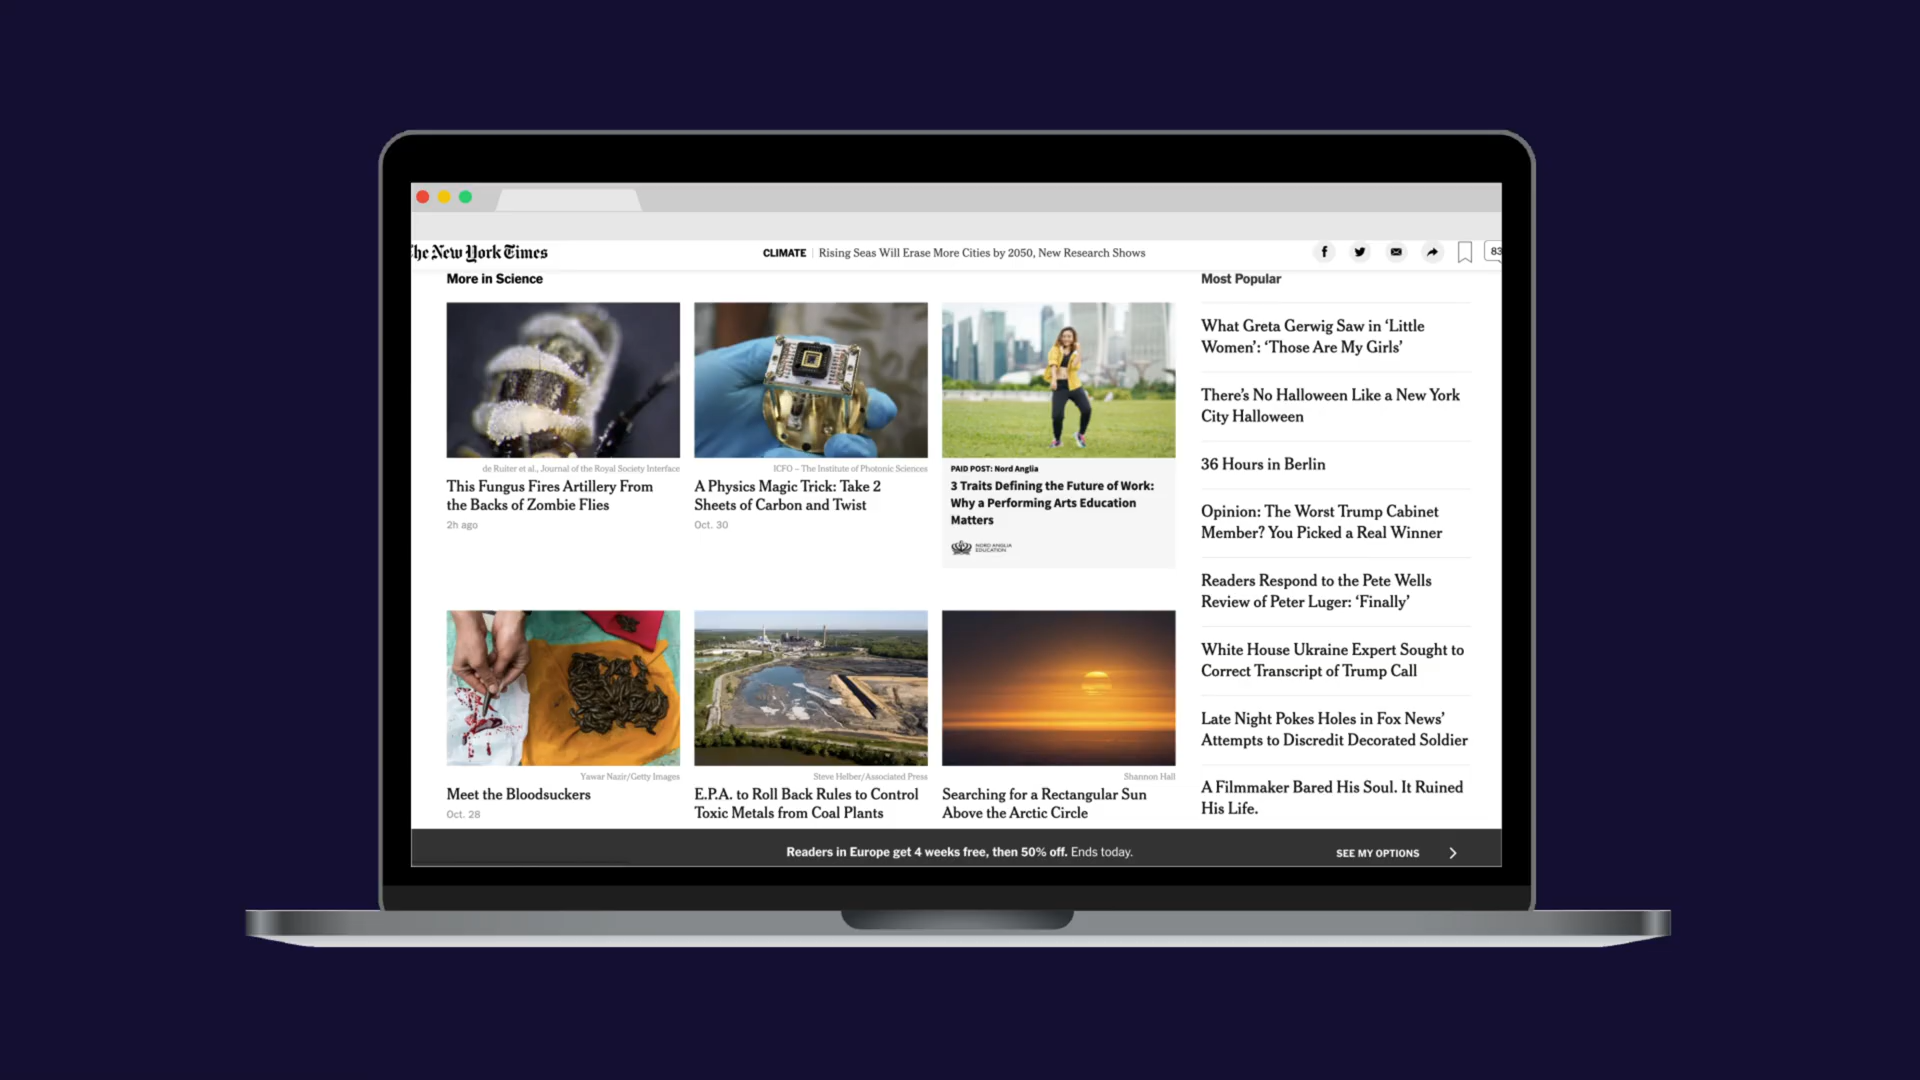 The New York Times
CLIMATE
Rising Seas Will Erase More Cities by 2050, New Research Shows
83
More in Science
de Ruiter et al., Journal of the Royal Society Interface
This Fungus Fires Artillery From
the Backs of Zombie Flies
2h ago
ICFO – The Institute of Photonic Sciences
A Physics Magic Trick: Take 2
Sheets of Carbon and Twist
Oct. 30
PAID POST: Nord Anglia
3 Traits Defining the Future of Work:
Why a Performing Arts Education
Matters
NORD ANGLIA
EDUCATION
Yawar Nazir/Getty Images
Meet the Bloodsuckers
Oct. 28
Steve Helber/Associated Press
E.P.A. to Roll Back Rules to Control
Toxic Metals from Coal Plants
Shannon Hall
Searching for a Rectangular Sun
Above the Arctic Circle
Most Popular
What Greta Gerwig Saw in ‘Little
Women’: ‘Those Are My Girls’
There’s No Halloween Like a New York
City Halloween
36 Hours in Berlin
Opinion: The Worst Trump Cabinet
Member? You Picked a Real Winner
Readers Respond to the Pete Wells
Review of Peter Luger: ‘Finally’
White House Ukraine Expert Sought to
Correct Transcript of Trump Call
Late Night Pokes Holes in Fox News’
Attempts to Discredit Decorated Soldier
A Filmmaker Bared His Soul. It Ruined
His Life.
Readers in Europe get 4 weeks free, then 50% off. Ends today.
SEE MY OPTIONS